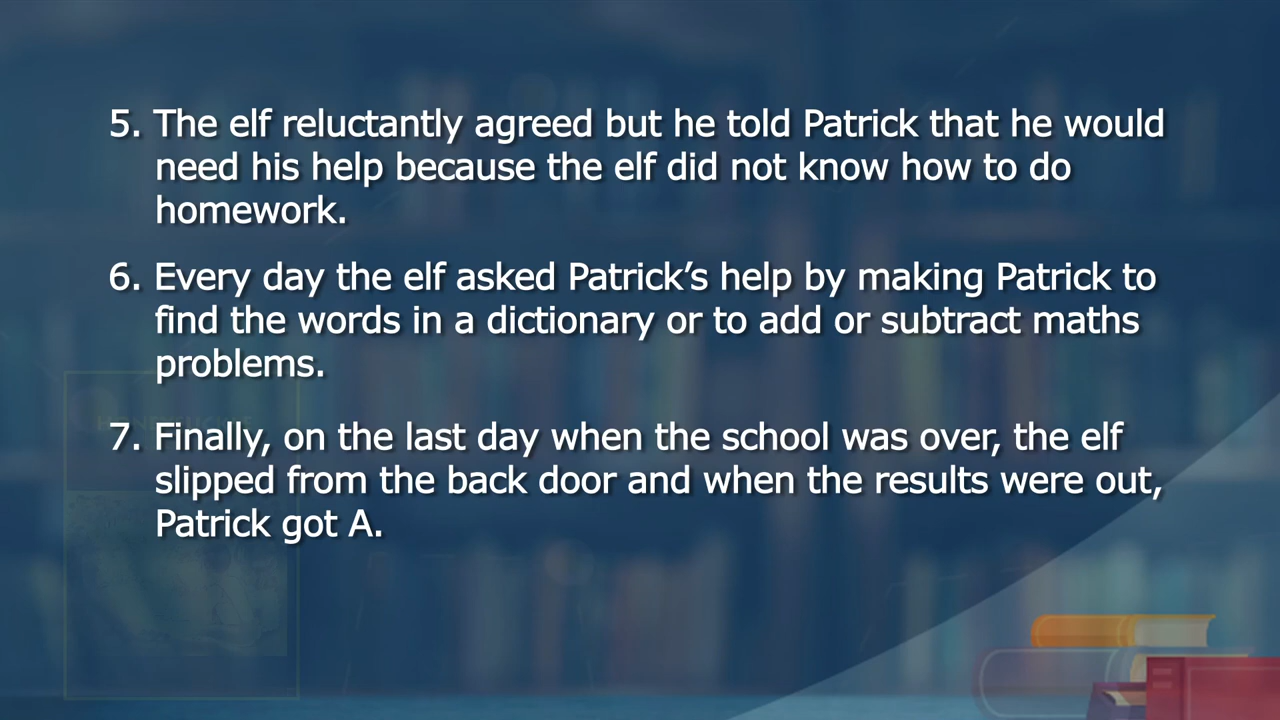 5. The elf reluctantly agreed but he told Patrick that he would
need his help because the elf did not know how to do
homework.
6. Every day the elf asked Patrick’s help by making Patrick to
find the words in a dictionary or to add or subtract maths
problems.
7. Finally, on the last day when the school was over, the elf
slipped from the back door and when the results were out,
Patrick got A.